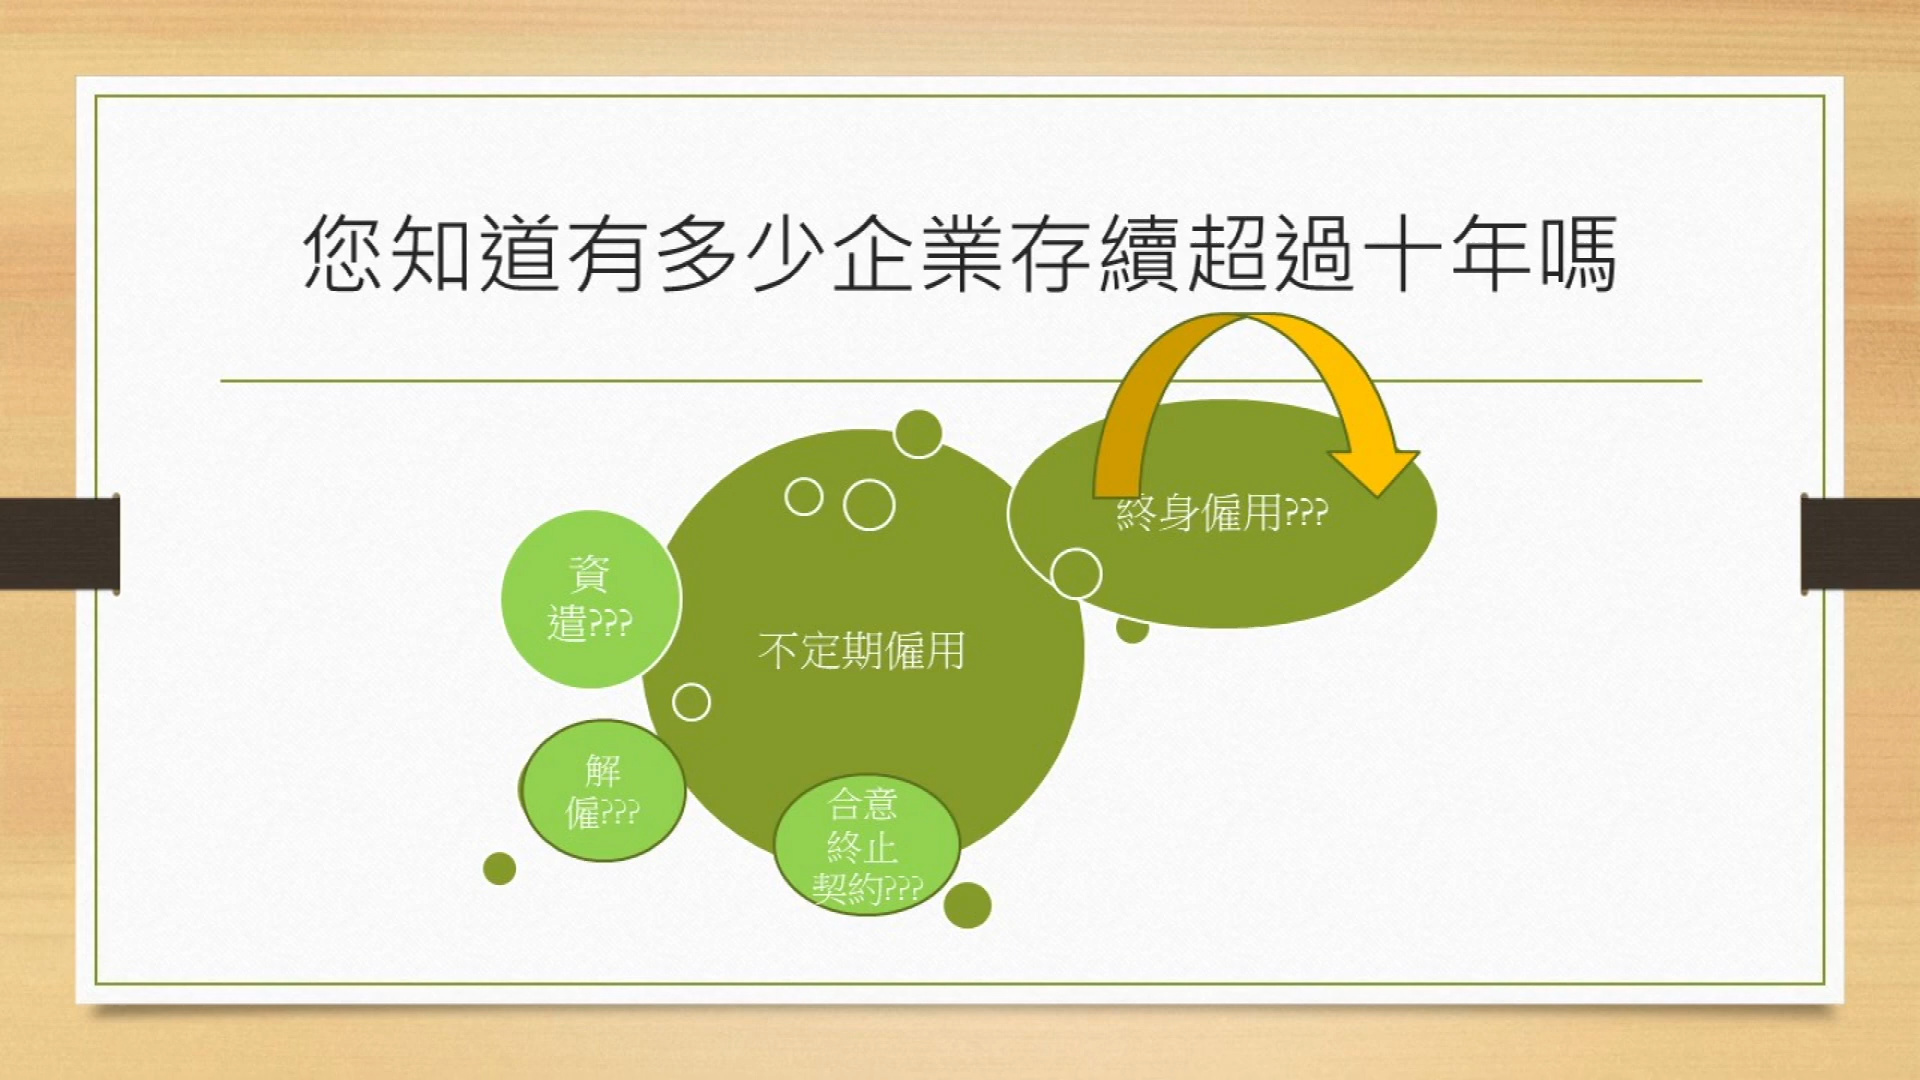 您知道有多少企業存續超過十年嗎
終身僱用???
資
遣???
不定期僱用
解
僱???
合意
終止
契約???